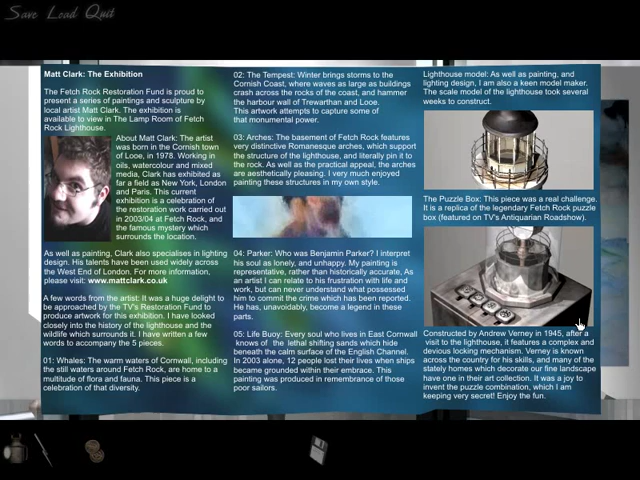 Save Load Quit
Matt Clark: The Exhibition
The Fetch Rock Restoration Fund is proud to
present a series of paintings and sculpture by
local artist Matt Clark. The exhibition is
available to view in The Lamp Room of Fetch
Rock Lighthouse.
About Matt Clark: The artist
was born in the Cornish town
of Looe, in 1978. Working in
oils, watercolour and mixed
media, Clark has exhibited as
far a field as New York, London
and Paris. This current
exhibition is a celebration of
the restoration work carried out
in 2003/04 at Fetch Rock, and
the famous mystery which
surrounds the location.
As well as painting, Clark also specialises in lighting
design. His talents have been used widely across
the West End of London. For more information,
please visit: www.mattclark.co.uk
A few words from the artist: It was a huge delight to
be approached by the TV's Restoration Fund to
produce artwork for this exhibition. I have looked
closely into the history of the lighthouse and the
wildlife which surrounds it. I have written a few
words to accompany the 5 pieces.
01: Whales: The warm waters of Cornwall, including
the still waters around Fetch Rock, are home to a
multitude of flora and fauna. This piece is a
celebration of that diversity.
02: The Tempest: Winter brings storms to the
Cornish Coast, where waves as large as buildings
crash across the rocks of the coast, and hammer
the harbour wall of Trewarthan and Looe.
This artwork attempts to capture some of
that monumental power.
03: Arches: The basement of Fetch Rock features
very distinctive Romanesque arches, which support
the structure of the lighthouse, and literally pin it to
the rock. As well as the practical appeal, the arches
are aesthetically pleasing. I very much enjoyed
painting these structures in my own style.
04: Parker: Who was Benjamin Parker? I interpret
his soul as lonely, and unhappy. My painting is
representative, rather than historically accurate, As
an artist I can relate to his frustration with life and
work, but can never understand what possessed
him to commit the crime which has been reported.
He has, unavoidably, become a legend in these
parts.
05: Life Buoy: Every soul who lives in East Cornwall
knows of the lethal shifting sands which hide
beneath the calm surface of the English Channel.
In 2003 alone, 12 people lost their lives when ships
became grounded within their embrace. This
painting was produced in remembrance of those
poor sailors.
Lighthouse model: As well as painting, and
lighting design, I am also a keen model maker.
The scale model of the lighthouse took several
weeks to construct.
The Puzzle Box: This piece was a real challenge.
It is a replica of the legendary Fetch Rock puzzle
box (featured on TV's Antiquarian Roadshow).
Constructed by Andrew Verney in 1945, after a
visit to the lighthouse, it features a complex and
devious locking mechanism. Verney is known
across the country for his skills, and many of the
stately homes which decorate our fine landscape
have one in their art collection. It was a joy to
invent the puzzle combination, which I am
keeping very secret! Enjoy the fun.